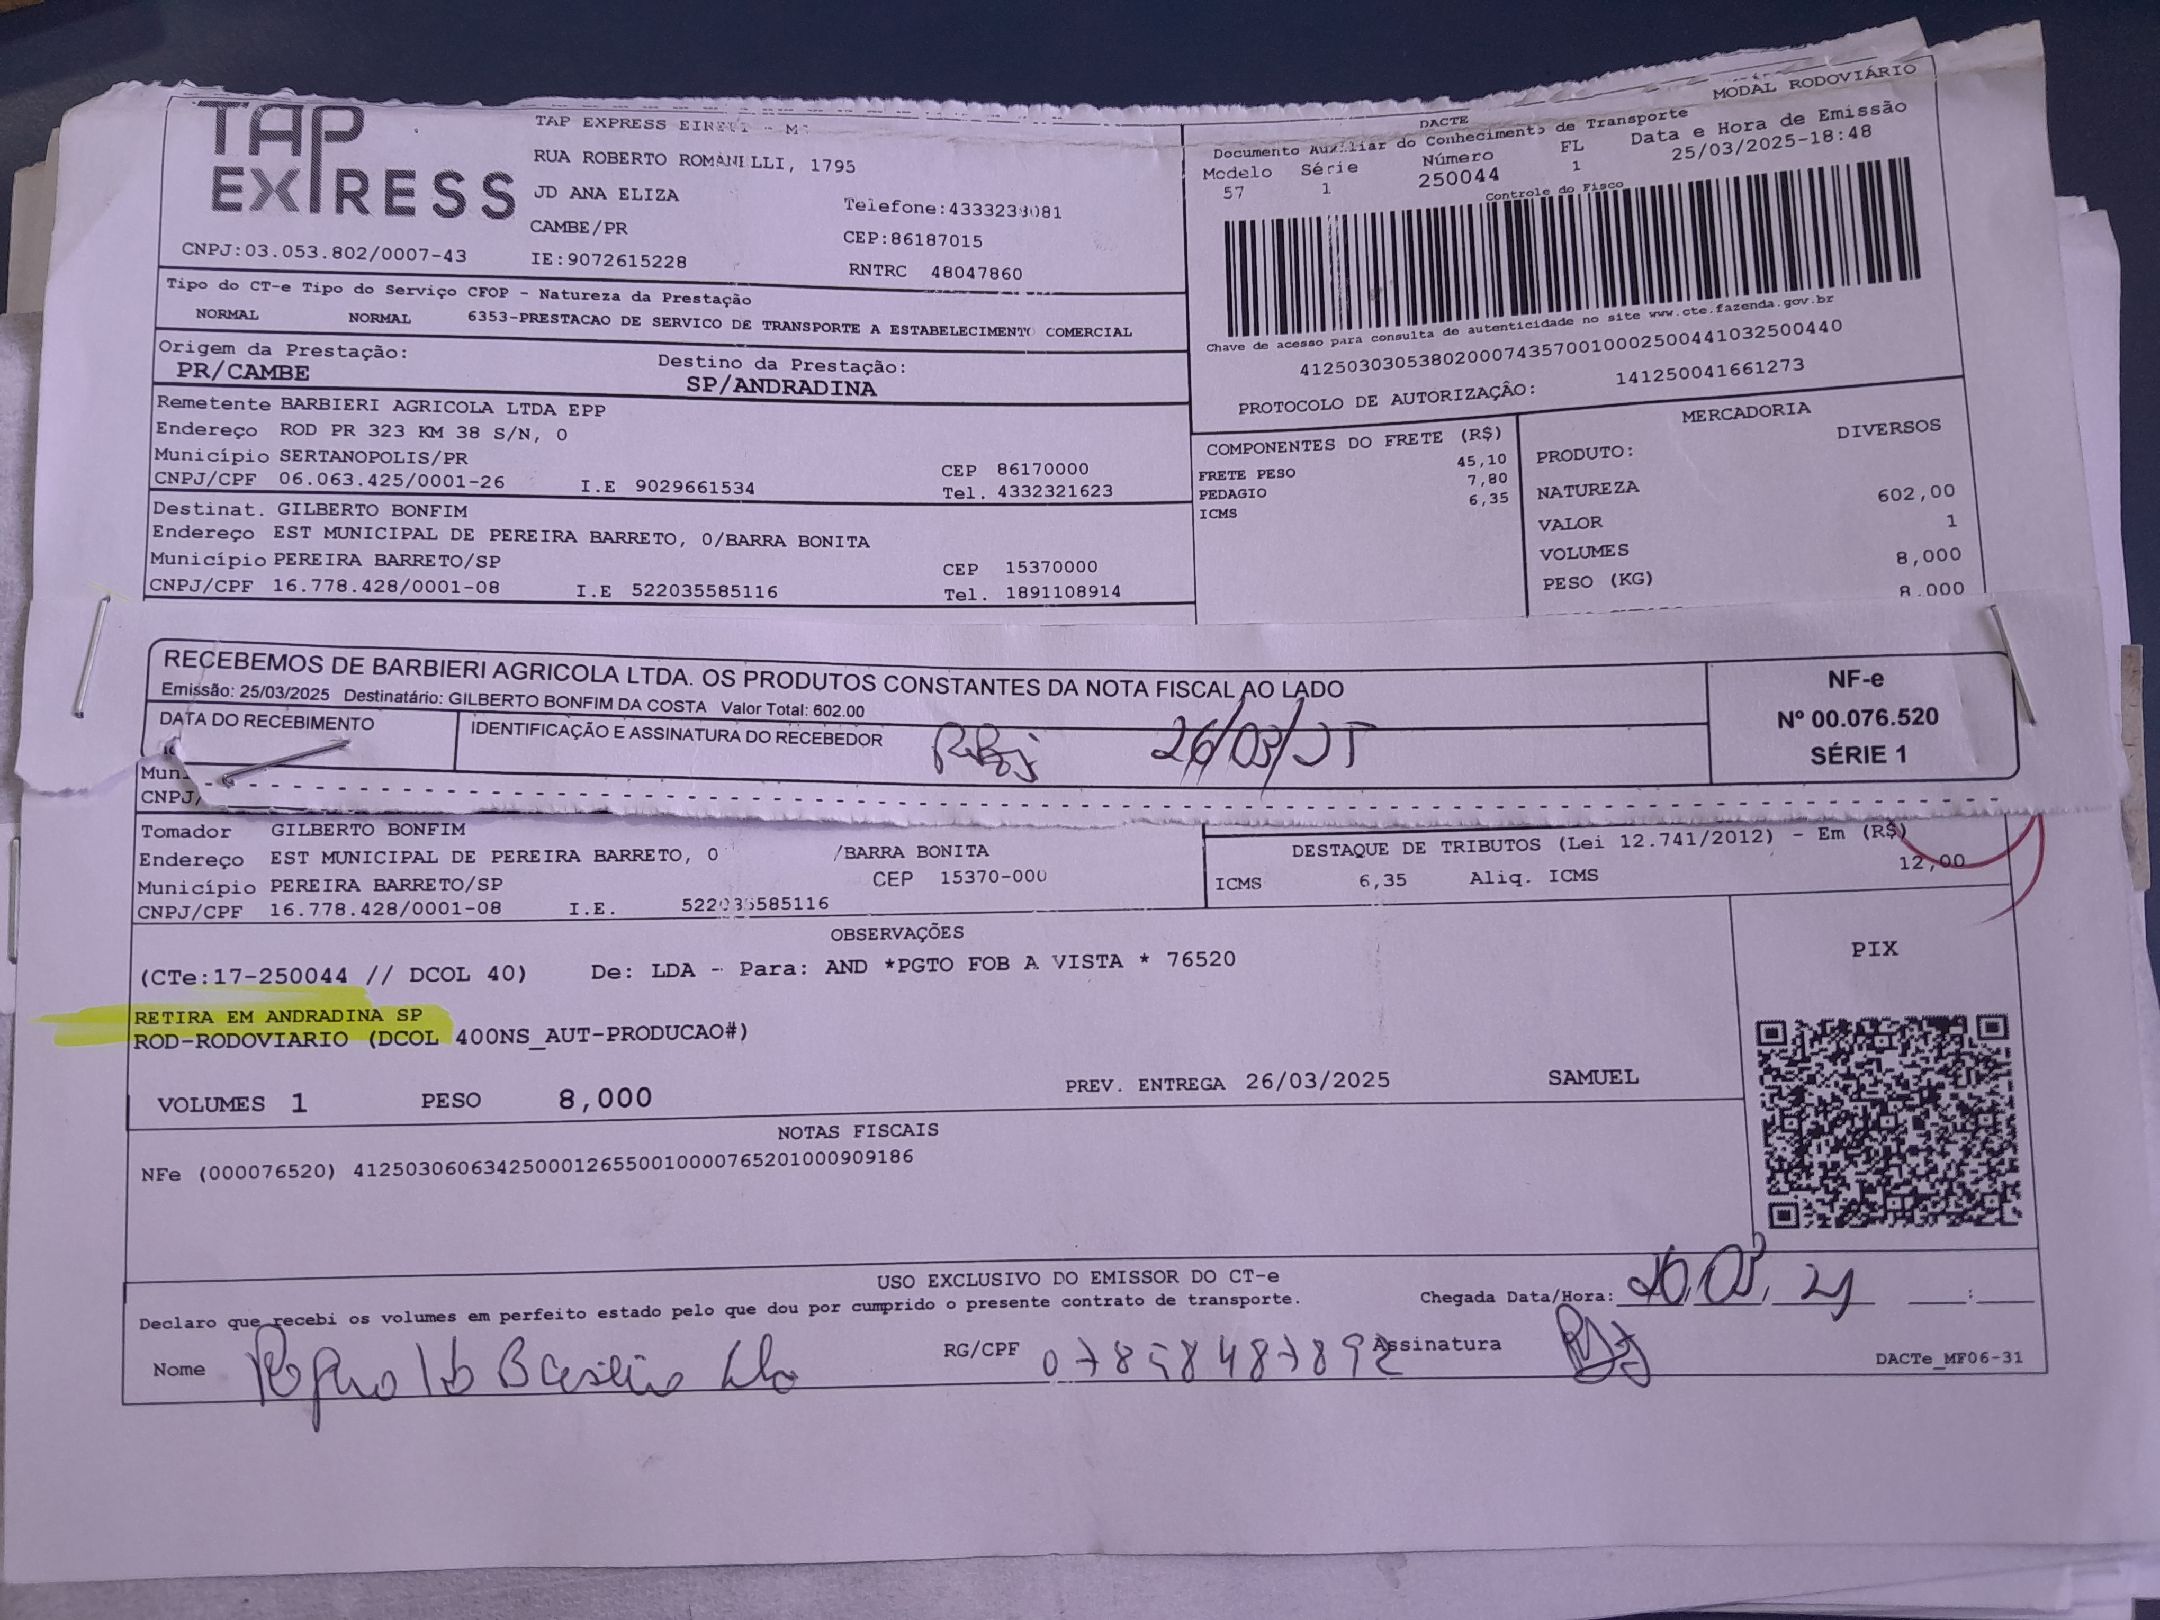 TAP
EXPRESS
CNPJ:03.053.802/0007-43
TAP EXPRESS
RUA ROBERTO ROMANELLI, 1795
JD ANA ELIZA
CAMBE/PR
IE:9072615228
CEP:86187015
RNTRC 48047860
MODAL RODOVIÁRIO
DACTE
Documento Auxiliar do Conhecimento de Transporte
Modelo Série Número FL Data e Hora de Emissão
57 1 250044 1 25/03/2025-18:48
Controle do Fisco
Chave de acesso para consulta de autenticidade no site www.cte.fazenda.gov.br
41250303053802000743570010002500441032500440
PROTOCOLO DE AUTORIZAÇÃO: 141250041661273
Tipo do CT-e Tipo do Serviço CFOP - Natureza da Prestação
NORMAL NORMAL 6353-PRESTACAO DE SERVICO DE TRANSPORTE A ESTABELECIMENTO COMERCIAL
Origem da Prestação: Destino da Prestação:
PR/CAMBE SP/ANDRADINA
Remetente BARBIERI AGRICOLA LTDA EPP
Endereço ROD PR 323 KM 38 S/N, 0
Município SERTANOPOLIS/PR CEP 86170000
CNPJ/CPF 06.063.425/0001-26 I.E 9029661534 Tel. 4332321623
Destinat. GILBERTO BONFIM
Endereço EST MUNICIPAL DE PEREIRA BARRETO, 0/BARRA BONITA
Município PEREIRA BARRETO/SP CEP 15370000
CNPJ/CPF 16.778.428/0001-08 I.E 522035585116 Tel. 1891108914
COMPONENTES DO FRETE (R$)
FRETE PESO 45,10
PEDAGIO 7,80
ICMS 6,35
MERCADORIA
PRODUTO: DIVERSOS
NATUREZA
VALOR 602,00
VOLUMES 1
PESO (KG) 8,000
8.000
RECEBEMOS DE BARBIERI AGRICOLA LTDA. OS PRODUTOS CONSTANTES DA NOTA FISCAL AO LADO
Emissão: 25/03/2025 Destinatário: GILBERTO BONFIM DA COSTA Valor Total: 602.00
DATA DO RECEBIMENTO
IDENTIFICAÇÃO E ASSINATURA DO RECEBEDOR
26/03/25
NF-e
Nº 00.076.520
SÉRIE 1
Mun
CNPJ/
Tomador GILBERTO BONFIM
Endereço EST MUNICIPAL DE PEREIRA BARRETO, 0 /BARRA BONITA
Município PEREIRA BARRETO/SP CEP 15370-000
CNPJ/CPF 16.778.428/0001-08 I.E. 522035585116
DESTAQUE DE TRIBUTOS (Lei 12.741/2012) - Em (R$)
ICMS 6,35 Aliq. ICMS 12,00
OBSERVAÇÕES
(CTe:17-250044 // DCOL 40) De: LDA - Para: AND *PGTO FOB A VISTA * 76520
RETIRA EM ANDRADINA SP
ROD-RODOVIARIO (DCOL 400NS_AUT-PRODUCAO#)
VOLUMES 1 PESO 8,000 PREV. ENTREGA 26/03/2025 SAMUEL
PIX
NOTAS FISCAIS
NFe (000076520) 41250306063425000126550010000765201000909186
USO EXCLUSIVO DO EMISSOR DO CT-e
Declaro que recebi os volumes em perfeito estado pelo que dou por cumprido o presente contrato de transporte.
Chegada Data/Hora:
Nome RG/CPF 07858487892 Assinatura
DACTe_MF06-31